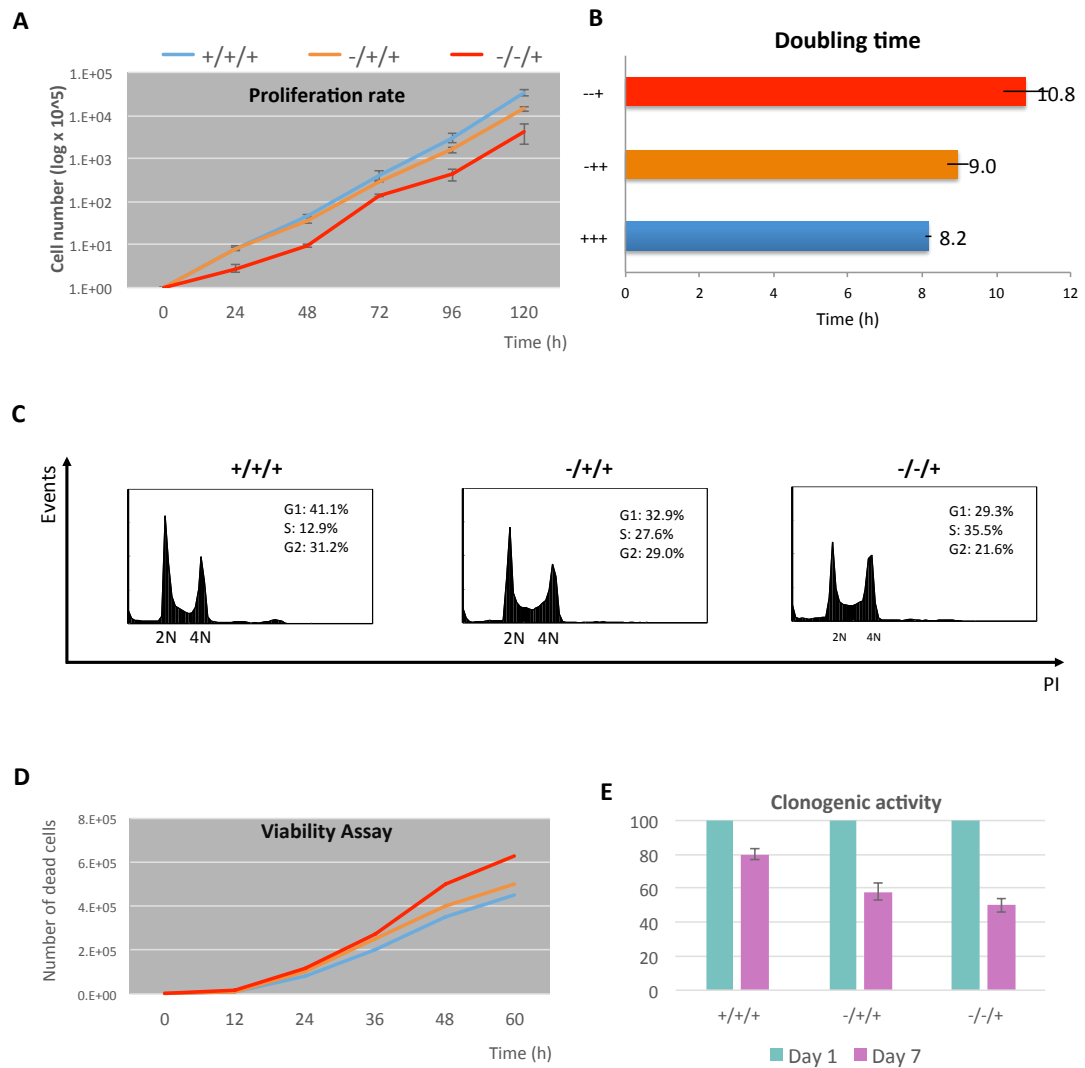 A
+/+/+ -/+/+ -/-/+
Proliferation rate
Cell number (log x 10^5)
1.E+05
1.E+04
1.E+03
1.E+02
1.E+01
1.E+00
0 24 48 72 96 120
Time (h)
B
Doubling time
--+
10.8
-++
9.0
+++
8.2
0 2 4 6 8 10 12
Time (h)
C
Events
+/+/+
G1: 41.1%
S: 12.9%
G2: 31.2%
2N 4N
-/+/+
G1: 32.9%
S: 27.6%
G2: 29.0%
2N 4N
-/-/+
G1: 29.3%
S: 35.5%
G2: 21.6%
2N 4N
PI
D
Viability Assay
Number of dead cells
8.E+05
6.E+05
4.E+05
2.E+05
0.E+00
0 12 24 36 48 60
Time (h)
E
Clonogenic activity
100
80
60
40
20
0
+/+/+ -/+/+ -/-/+
Day 1 Day 7